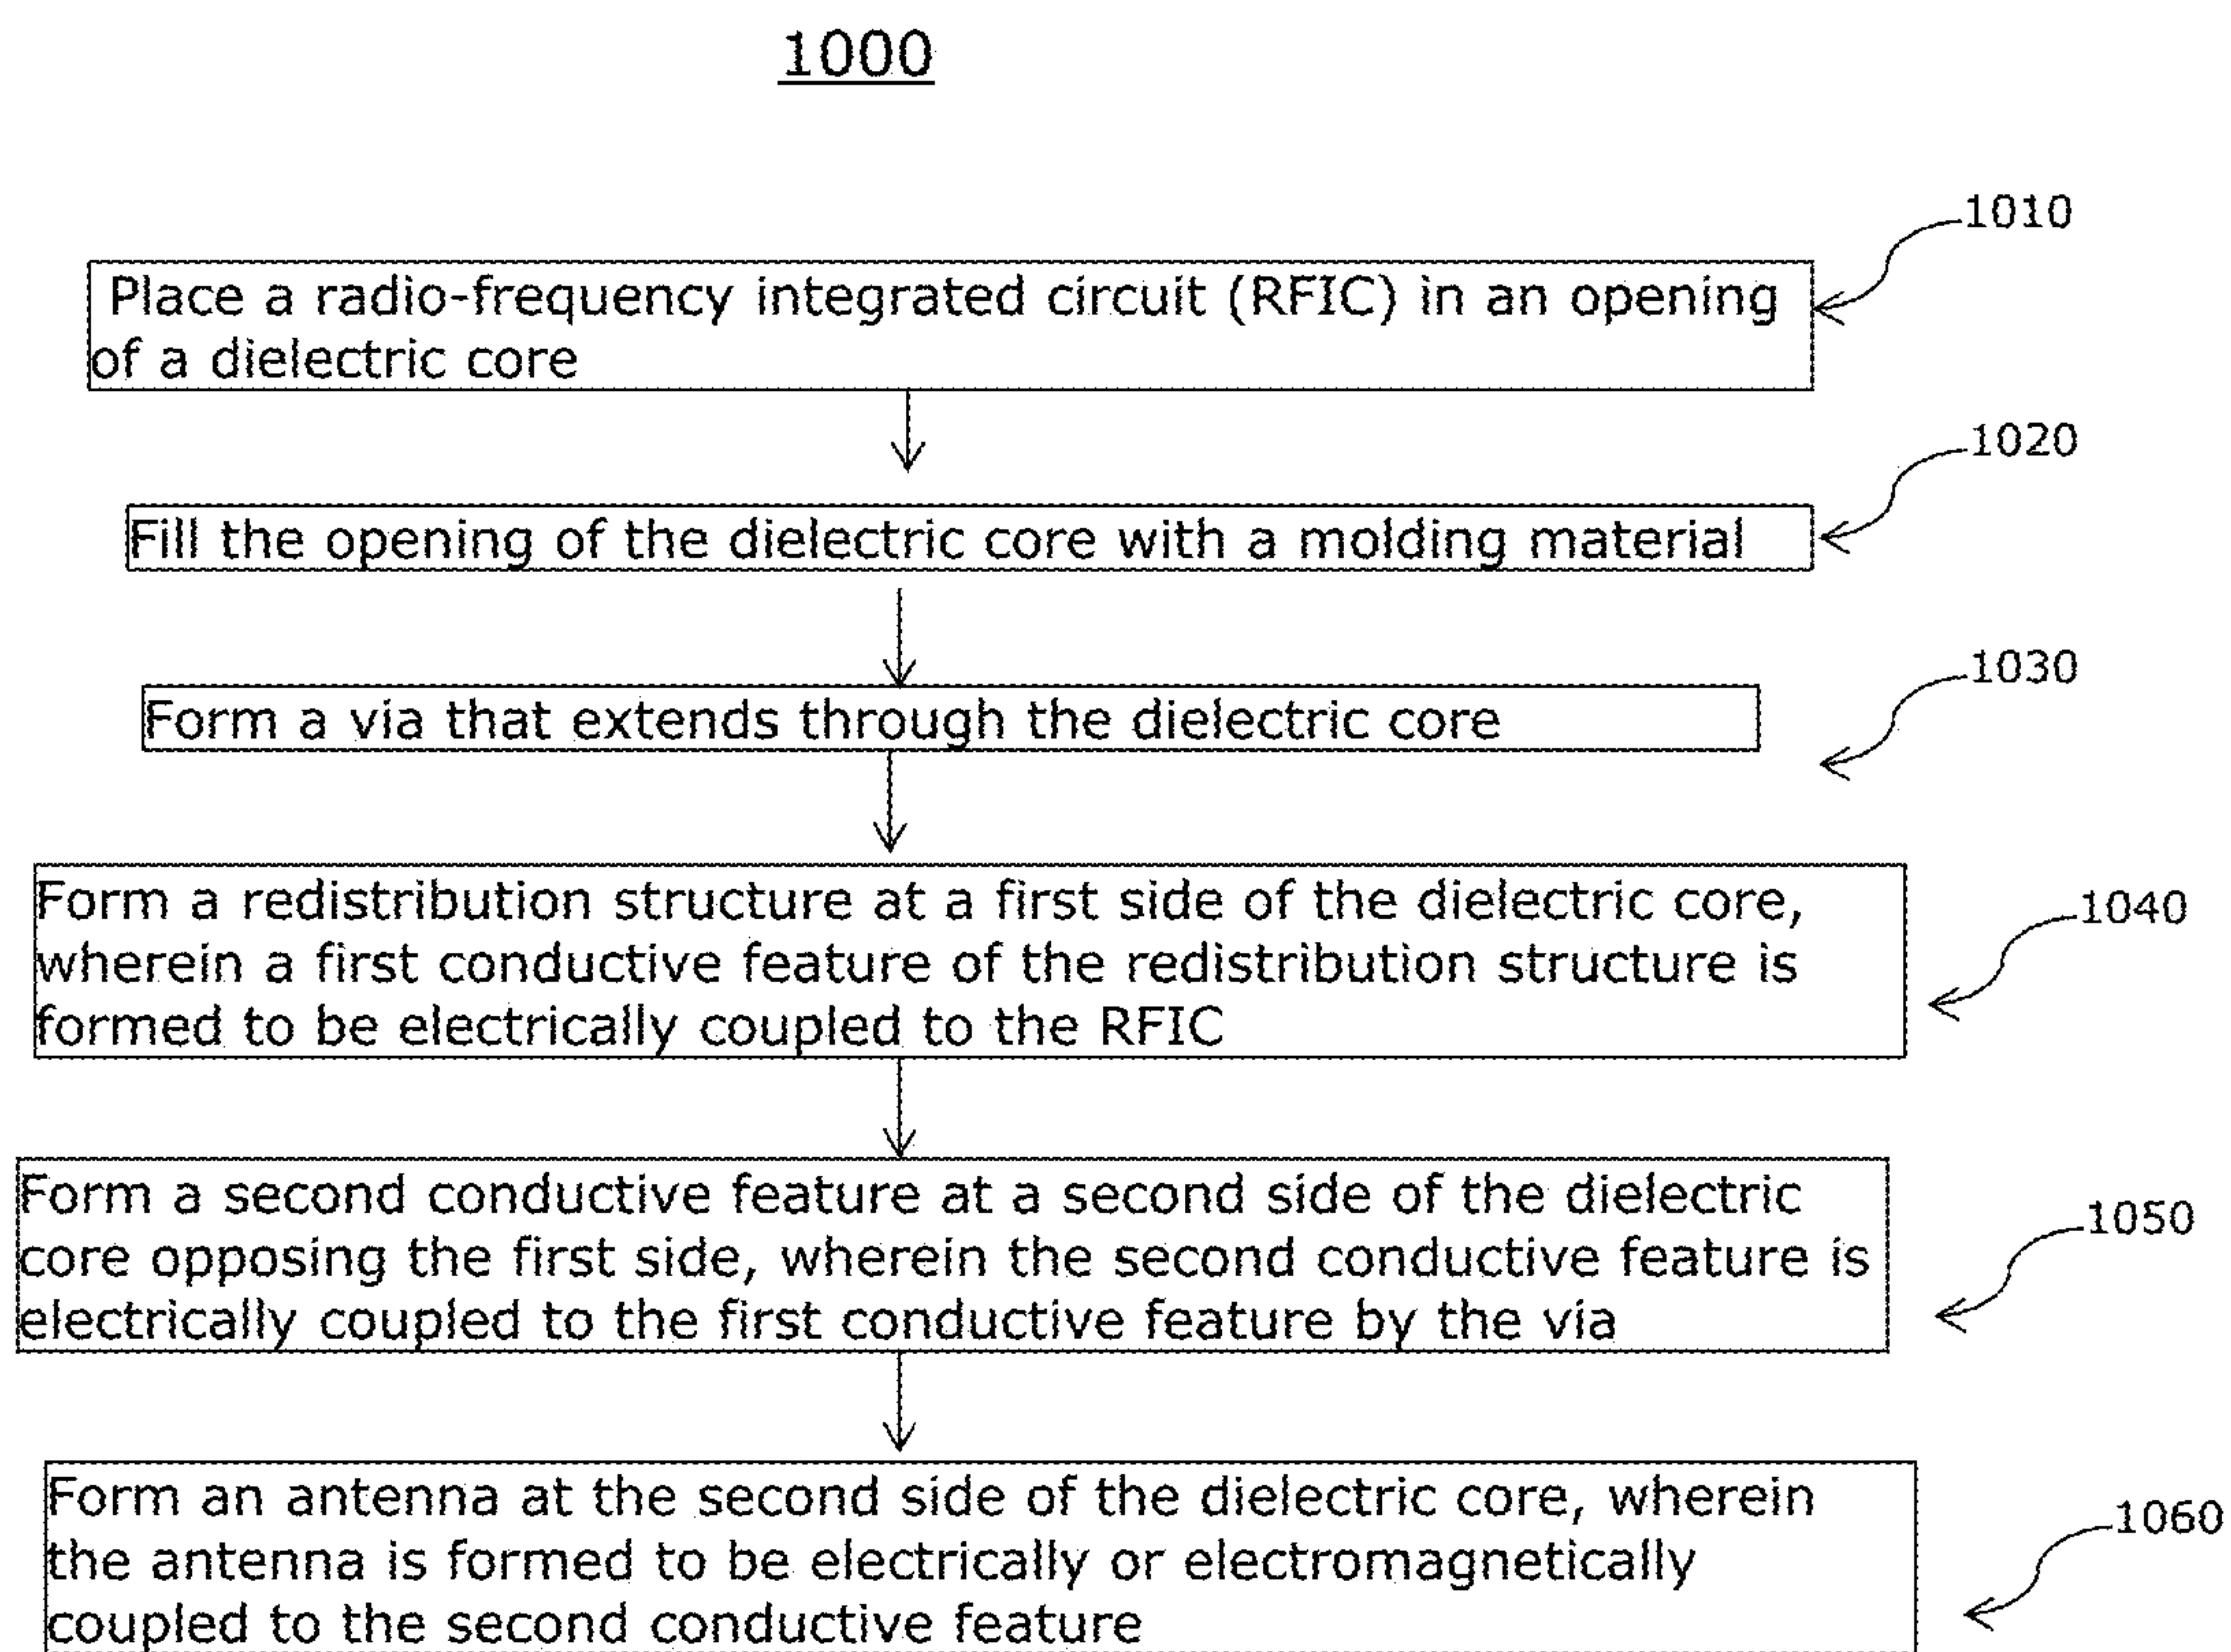 1000
1010
Place a radio-frequency integrated circuit (RFIC) in an opening
of a dielectric core
1020
Fill the opening of the dielectric core with a molding material
1030
Form a via that extends through the dielectric core
1040
Form a redistribution structure at a first side of the dielectric core,
wherein a first conductive feature of the redistribution structure is
formed to be electrically coupled to the RFIC
1050
Form a second conductive feature at a second side of the dielectric
core opposing the first side, wherein the second conductive feature is
electrically coupled to the first conductive feature by the via
1060
Form an antenna at the second side of the dielectric core, wherein
the antenna is formed to be electrically or electromagnetically
coupled to the second conductive feature